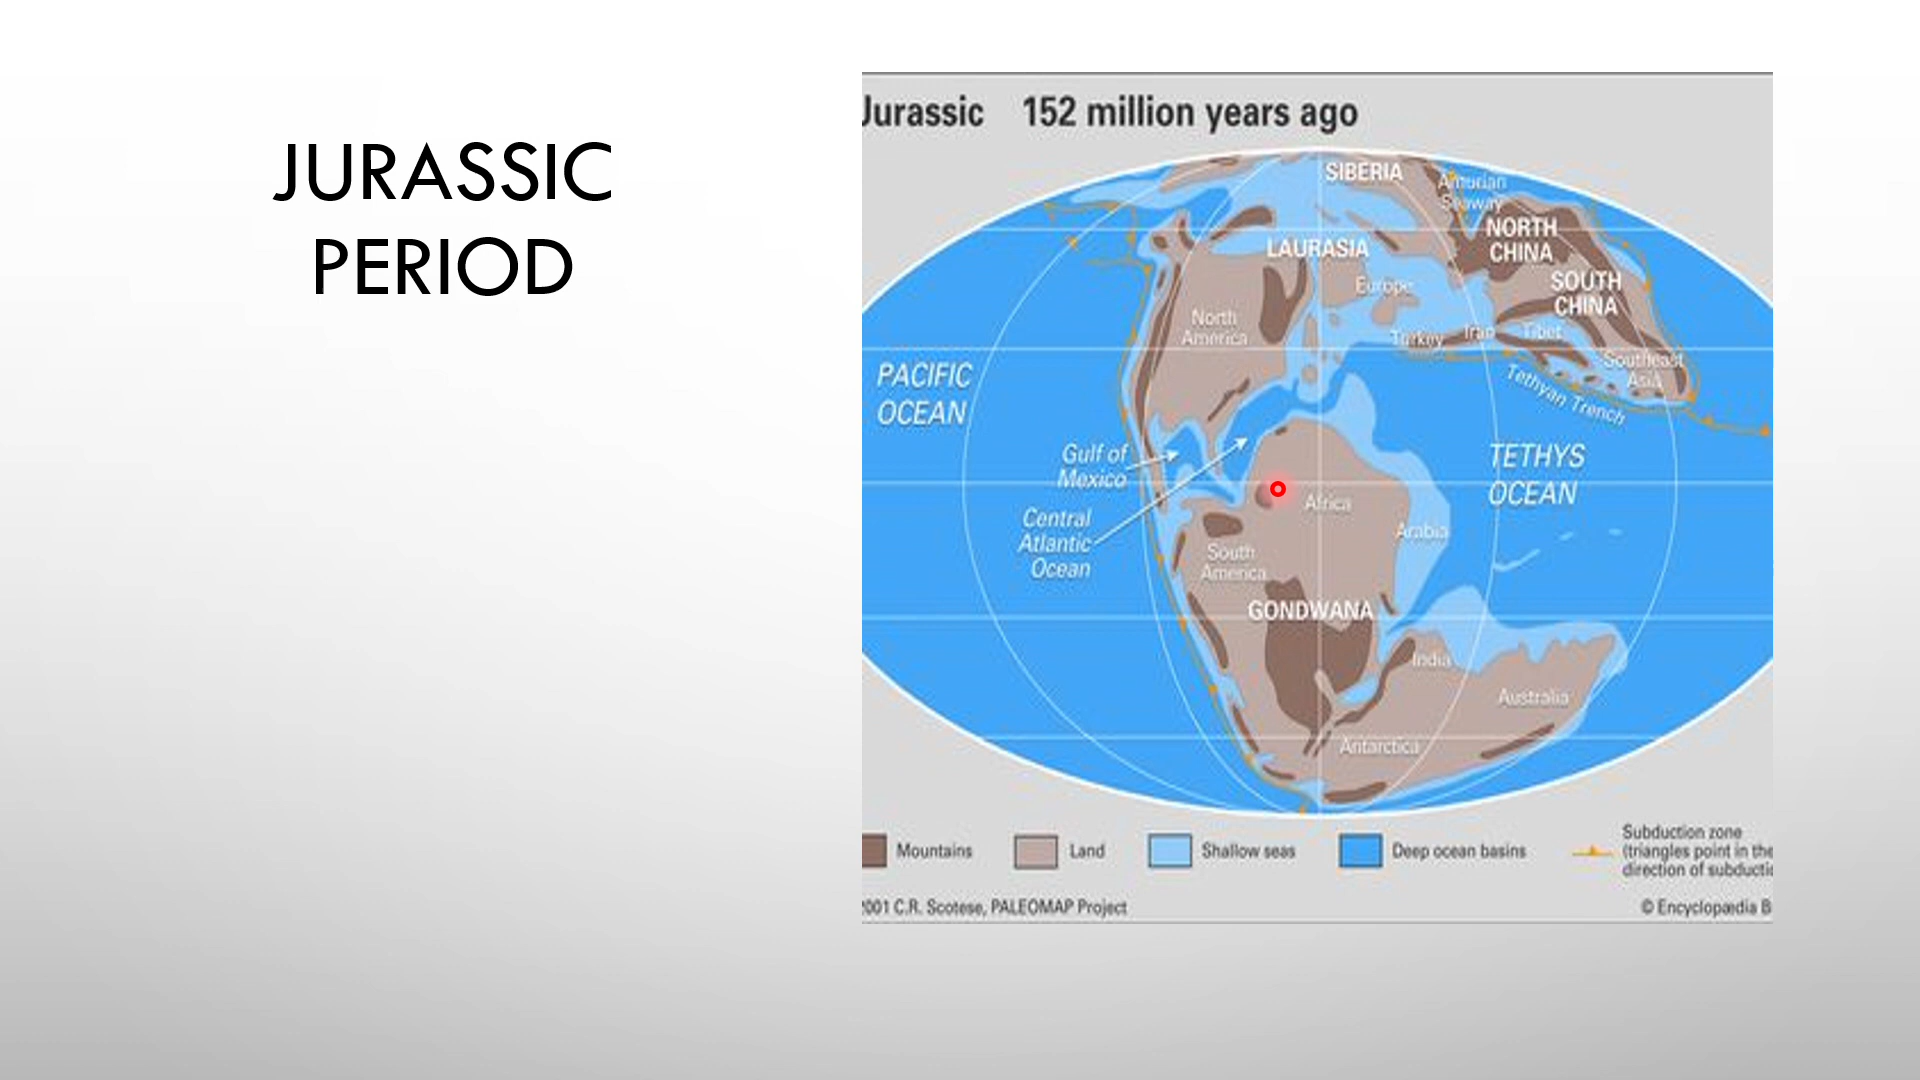 JURASSIC
PERIOD
Jurassic 152 million years ago
SIBERIA
Amurian
Seaway
NORTH
CHINA
LAURASIA
SOUTH
CHINA
Europe
North
America
Turkey
Iran
Tibet
Southeast
Asia
Tethyan Trench
PACIFIC
OCEAN
Gulf of
Mexico
TETHYS
OCEAN
Africa
Central
Atlantic
Ocean
Arabia
South
America
GONDWANA
India
Australia
Antarctica
Mountains
Land
Shallow seas
Deep ocean basins
Subduction zone
(triangles point in the
direction of subductio
2001 C.R. Scotese, PALEOMAP Project
© Encyclopædia B